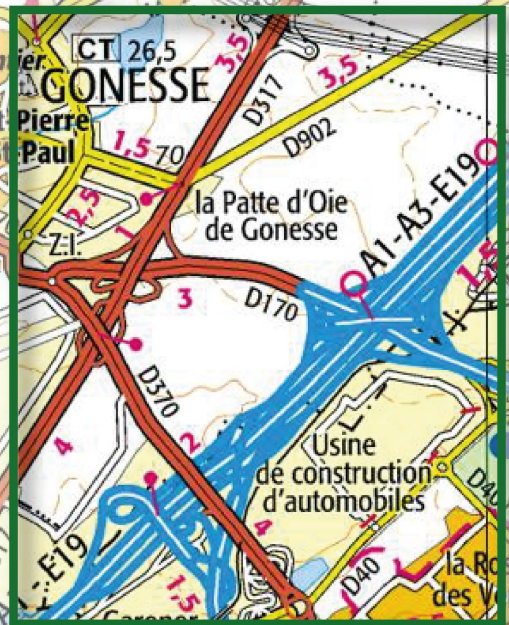 CT 26,5
GONESSE
Pierre
Paul
3,5
D317
3,5
D902
1,5 70
2,5
1
la Patte d'Oie
de Gonesse
Z.I.
A1-A3-E19
1,5
3
D170
D370
4
2
Usine
de construction
d'automobiles
4
D40
-E19
1,5
D40
la Ro
des V